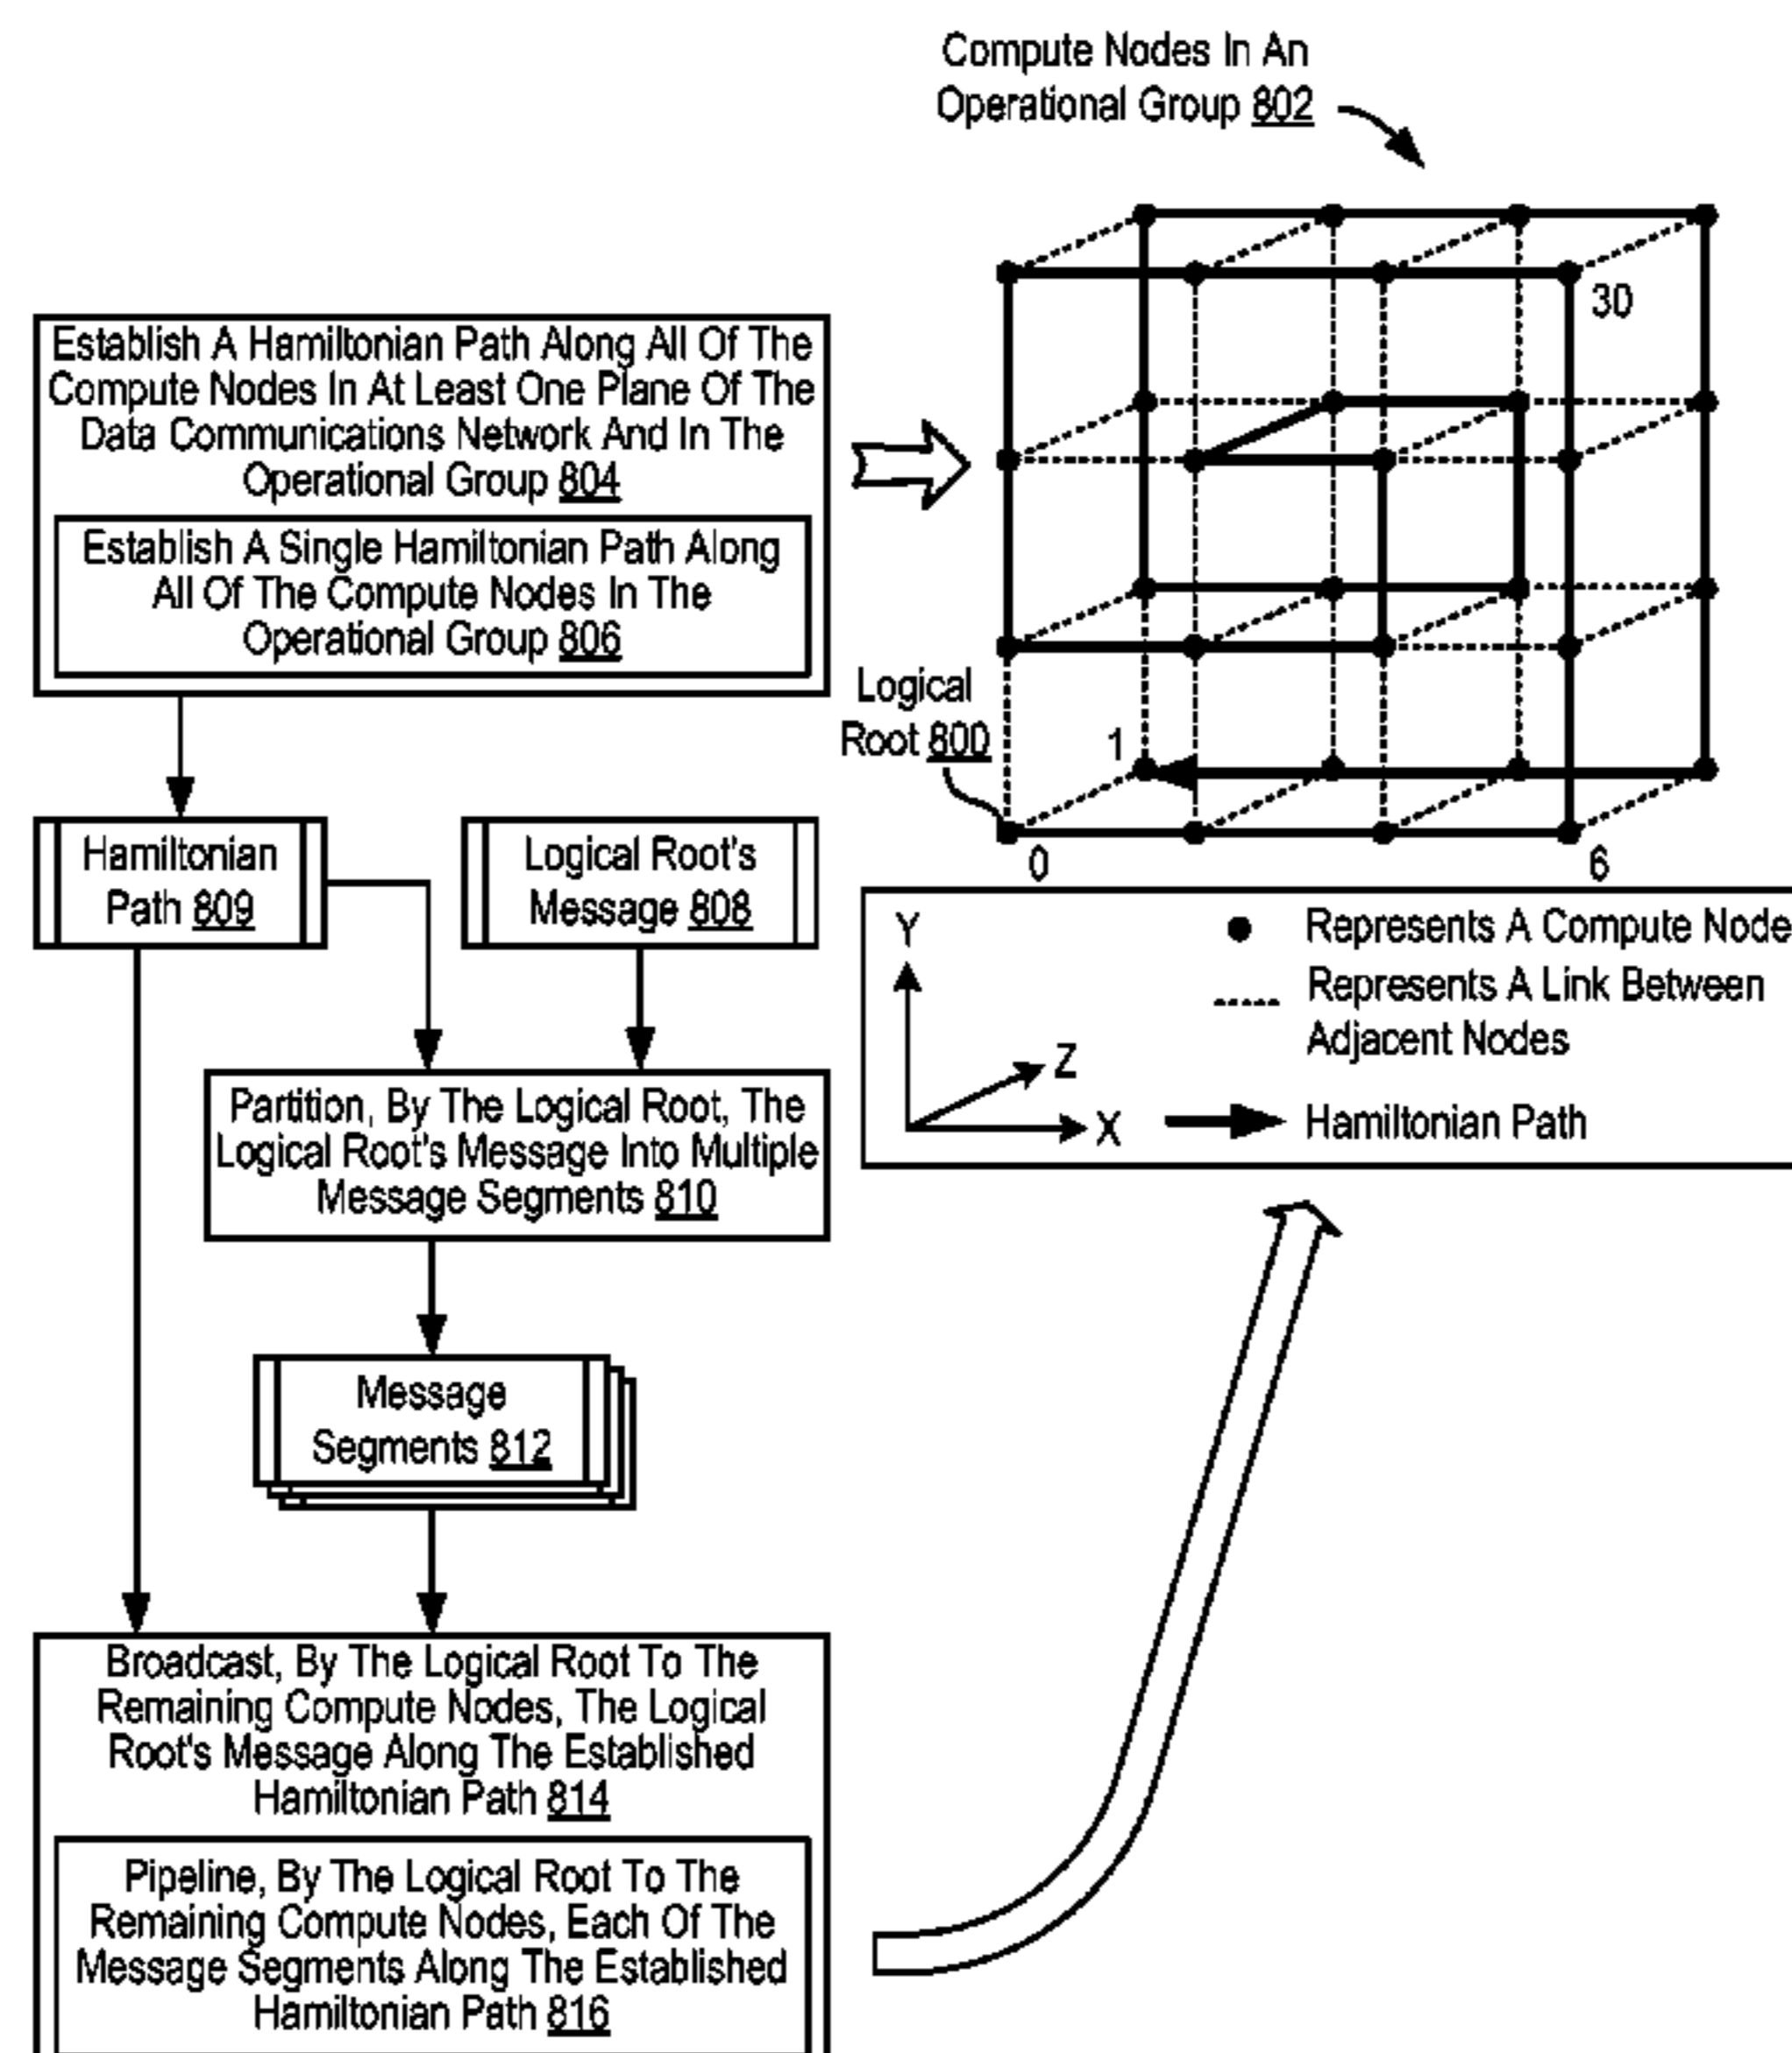 Compute Nodes In An
Operational Group 802
30
Establish A Hamiltonian Path Along All Of The
Compute Nodes In At Least One Plane Of The
Data Communications Network And In The
Operational Group 804
Establish A Single Hamiltonian Path Along
All Of The Compute Nodes In The
Operational Group 806
Logical
Root 800
1
0
6
Hamiltonian
Path 809
Logical Root's
Message 808
Y
Z
X
Represents A Compute Node
Represents A Link Between
Adjacent Nodes
Hamiltonian Path
Partition, By The Logical Root, The
Logical Root's Message Into Multiple
Message Segments 810
Message
Segments 812
Broadcast, By The Logical Root To The
Remaining Compute Nodes, The Logical
Root's Message Along The Established
Hamiltonian Path 814
Pipeline, By The Logical Root To The
Remaining Compute Nodes, Each Of The
Message Segments Along The Established
Hamiltonian Path 816